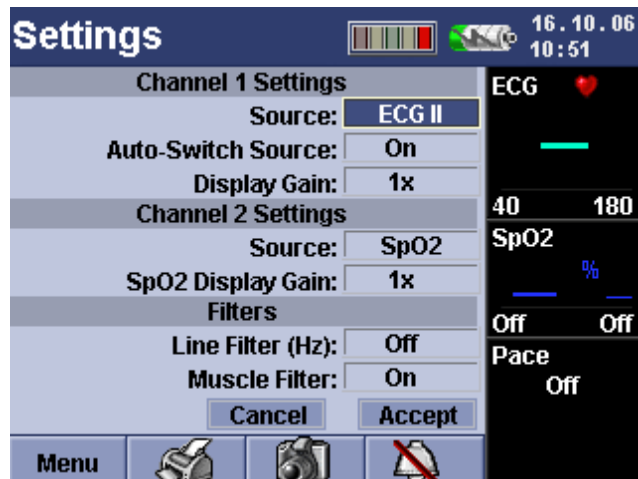 Settings
16.10.06
10:51
Channel 1 Settings
Source: ECG II
Auto-Switch Source: On
Display Gain: 1x
Channel 2 Settings
Source: SpO2
SpO2 Display Gain: 1x
Filters
Line Filter (Hz): Off
Muscle Filter: On
Cancel Accept
Menu
ECG
40 180
SpO2
%
Off Off
Pace
Off